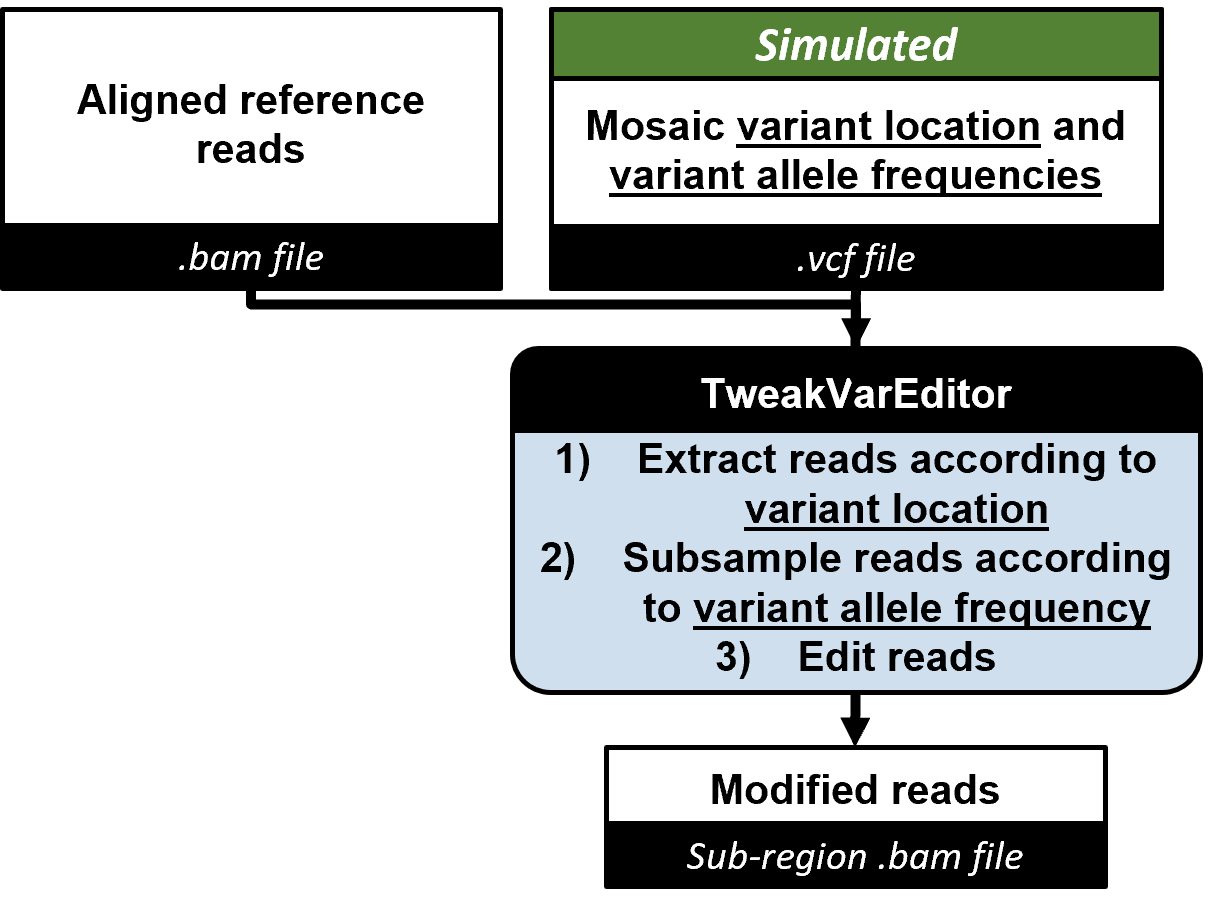 Aligned reference
reads
.bam file
Simulated
Mosaic variant location and
variant allele frequencies
.vcf file
TweakVarEditor
1) Extract reads according to
variant location
2) Subsample reads according
to variant allele frequency
3) Edit reads
Modified reads
Sub-region .bam file